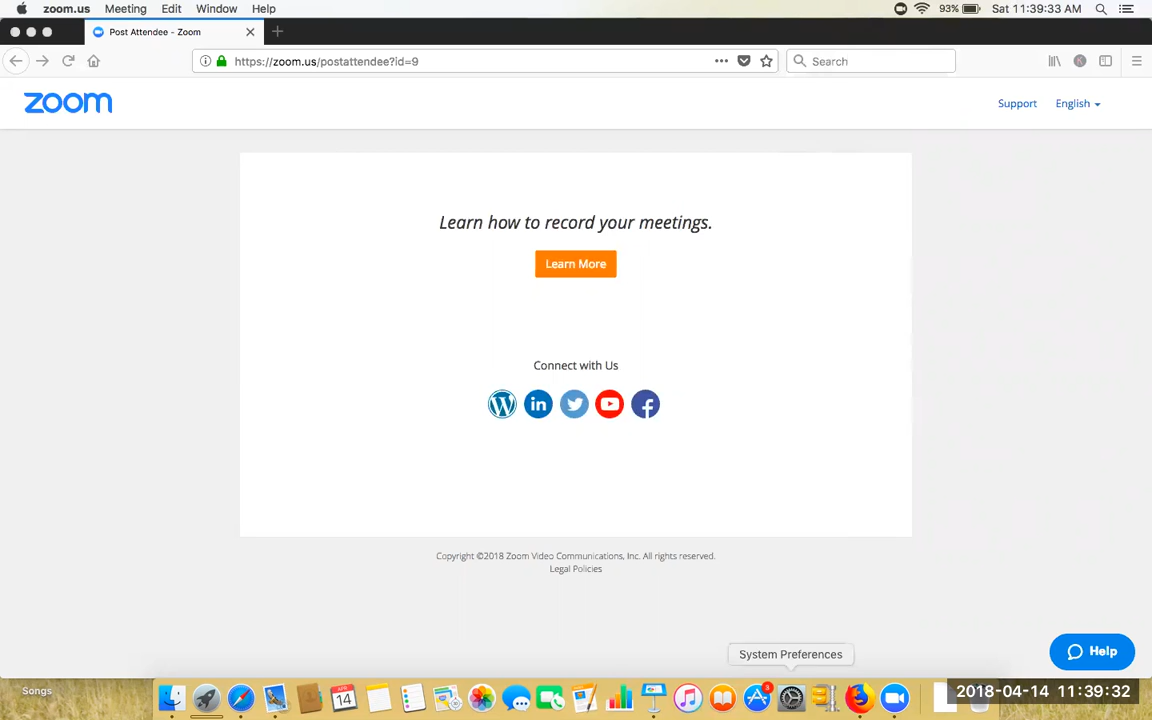 zoom.us Meeting Edit Window Help 93% Sat 11:39:33 AM
Post Attendee - Zoom
https://zoom.us/postattendee?id=9
Search
zoom
Support English
Learn how to record your meetings.
Learn More
Connect with Us
Copyright ©2018 Zoom Video Communications, Inc. All rights reserved.
Legal Policies
Help
System Preferences
Songs
APR
14
3
2018-04-14 11:39:32